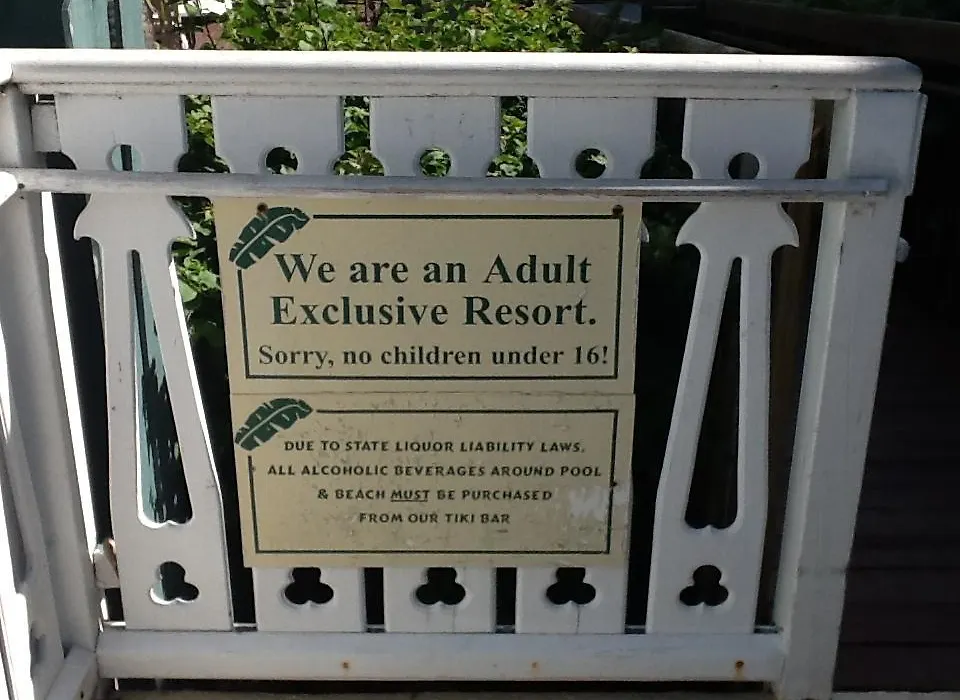 We are an Adult
Exclusive Resort.
Sorry, no children under 16!
DUE TO STATE LIQUOR LIABILITY LAWS,
ALL ALCOHOLIC BEVERAGES AROUND POOL
& BEACH MUST BE PURCHASED
FROM OUR TIKI BAR